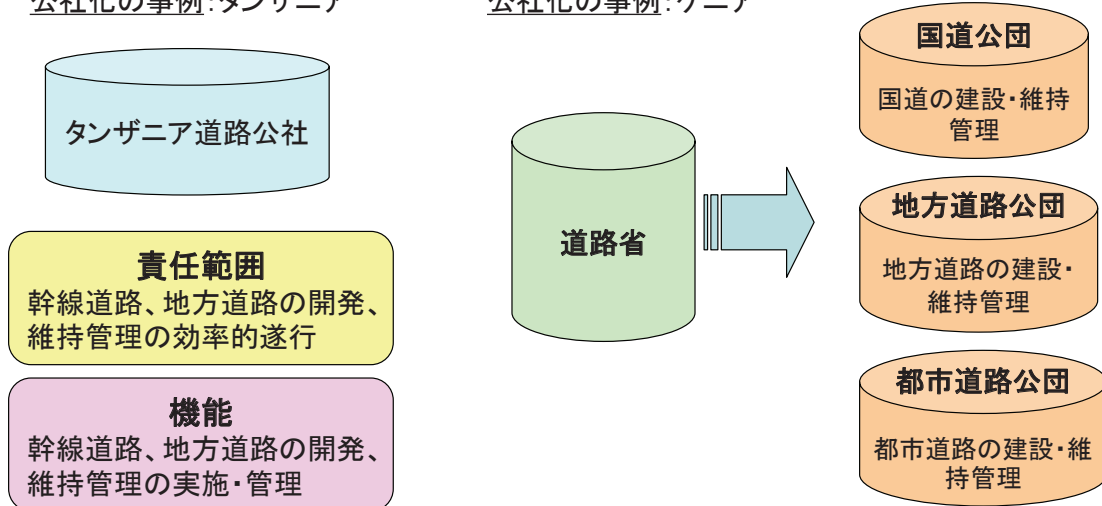 公社化の事例:タンザニア
タンザニア道路公社
責任範囲
幹線道路、地方道路の開発、
維持管理の効率的遂行
機能
幹線道路、地方道路の開発、
維持管理の実施・管理
公社化の事例:ケニア
道路省
国道公団
国道の建設・維持
管理
地方道路公団
地方道路の建設・
維持管理
都市道路公団
都市道路の建設・維
持管理